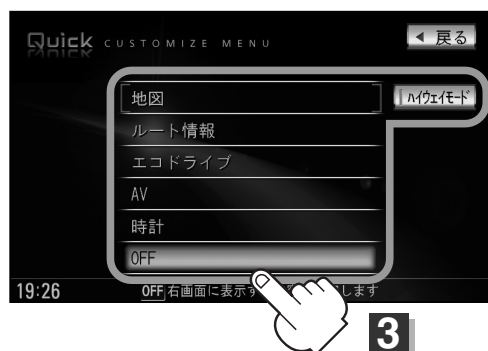 Quick CUSTOMIZE MENU
◀ 戻る
地図
ハイウェイモード
ルート情報
エコドライブ
AV
時計
OFF
19:26
OFF 右画面に表示す します
3